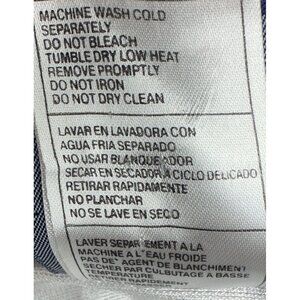 MACHINE WASH COLD
SEPARATELY
DO NOT BLEACH
TUMBLE DRY LOW HEAT
REMOVE PROMPTLY
DO NOT IRON
DO NOT DRY CLEAN
LAVAR EN LAVADORA CON
AGUA FRIA SEPARADO
NO USAR BLANQUEADOR
SECAR EN SECADORA CICLO DELICADO
RETIRAR RAPIDAMENTE
NO PLANCHAR
NO SE LAVE EN SECO
LAVER SEPAREMENT A LA
MACHINE A L'EAU FROIDE
PAS DE AGENT DE BLANCHIMENT
SECHER PAR CULBUTAGE A BASSE
TEMPERATURE